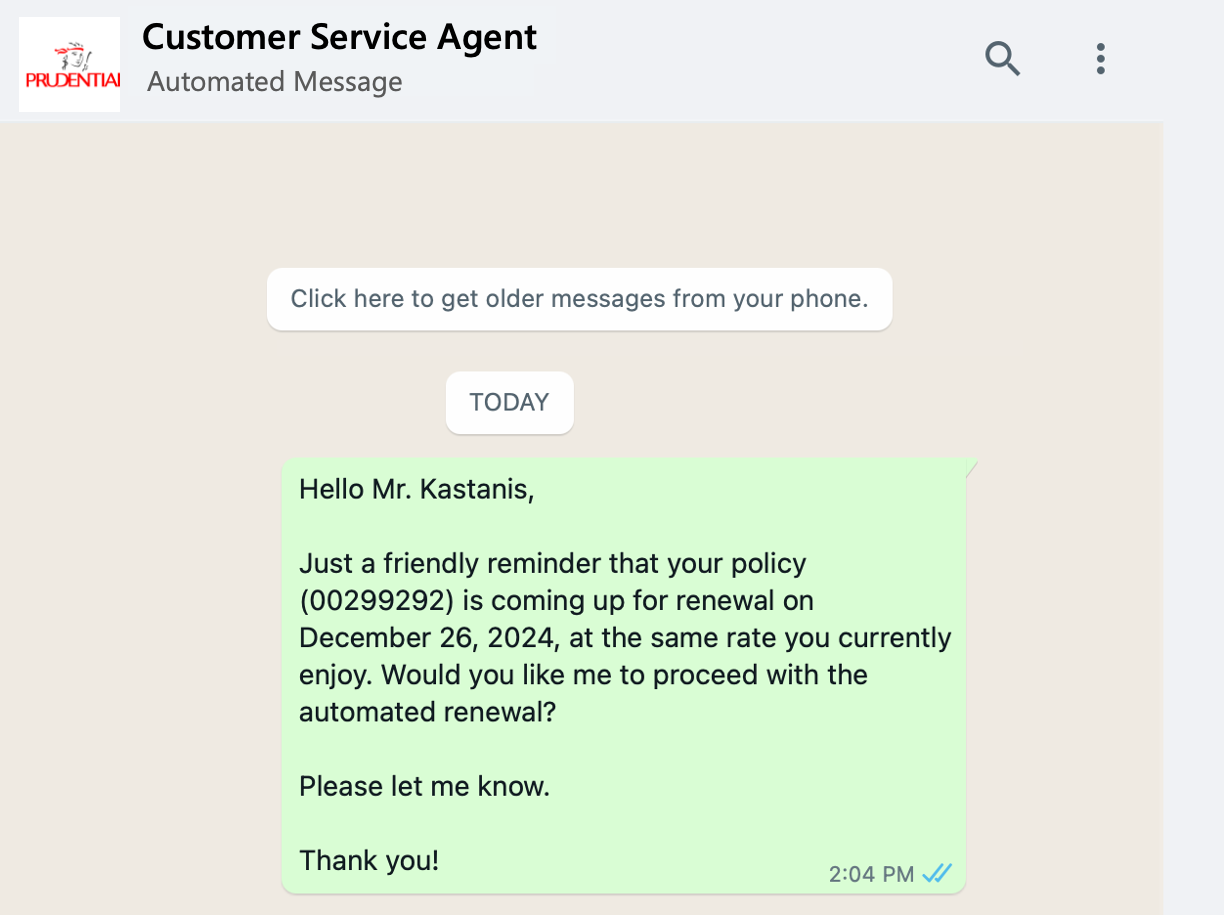 Customer Service Agent
PRUDENTIAL
Automated Message
Click here to get older messages from your phone.
TODAY
Hello Mr. Kastanis,
Just a friendly reminder that your policy
(00299292) is coming up for renewal on
December 26, 2024, at the same rate you currently
enjoy. Would you like me to proceed with the
automated renewal?
Please let me know.
Thank you!
2:04 PM